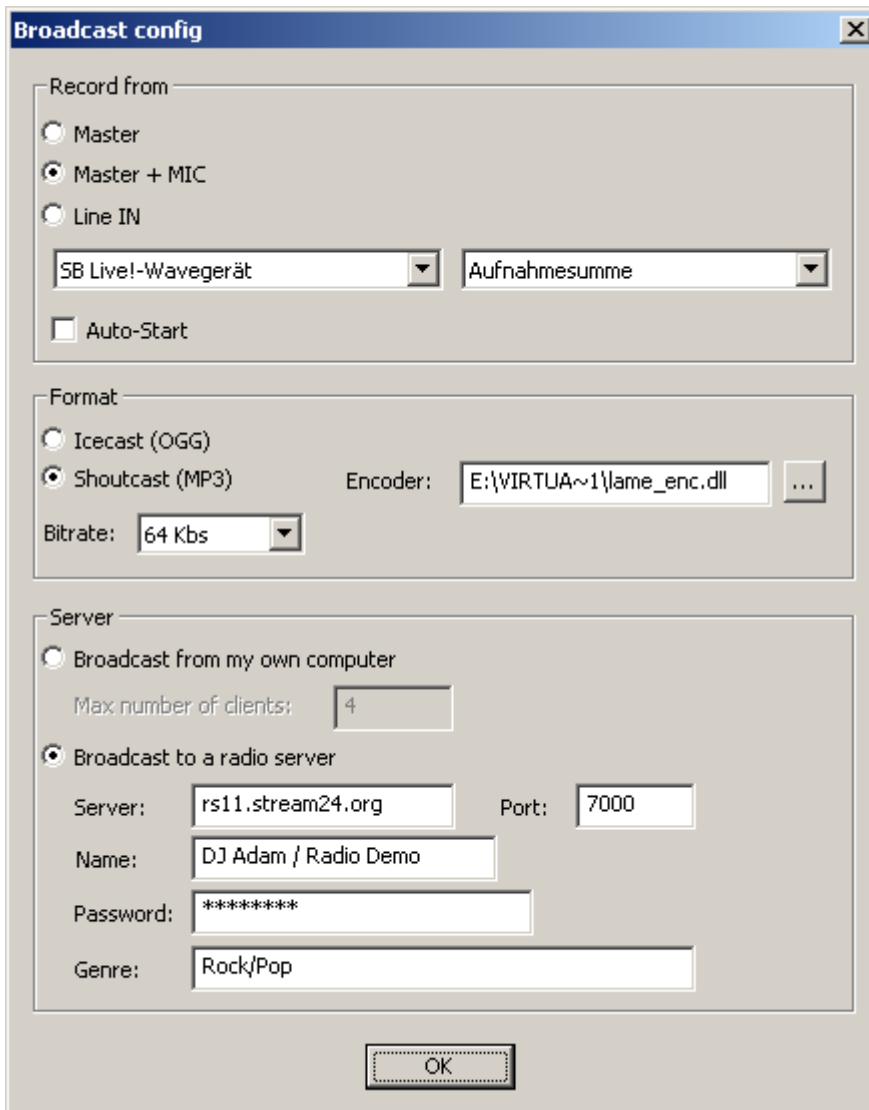 Broadcast config
Record from
Master
Master + MIC
Line IN
SB Live!-Wavegerät Aufnahmesumme
Auto-Start
Format
Icecast (OGG)
Shoutcast (MP3) Encoder: E:\VIRTUA~1\lame_enc.dll ...
Bitrate: 64 Kbs
Server
Broadcast from my own computer
Max number of clients: 4
Broadcast to a radio server
Server: rs11.stream24.org Port: 7000
Name: DJ Adam / Radio Demo
Password: ********
Genre: Rock/Pop
OK